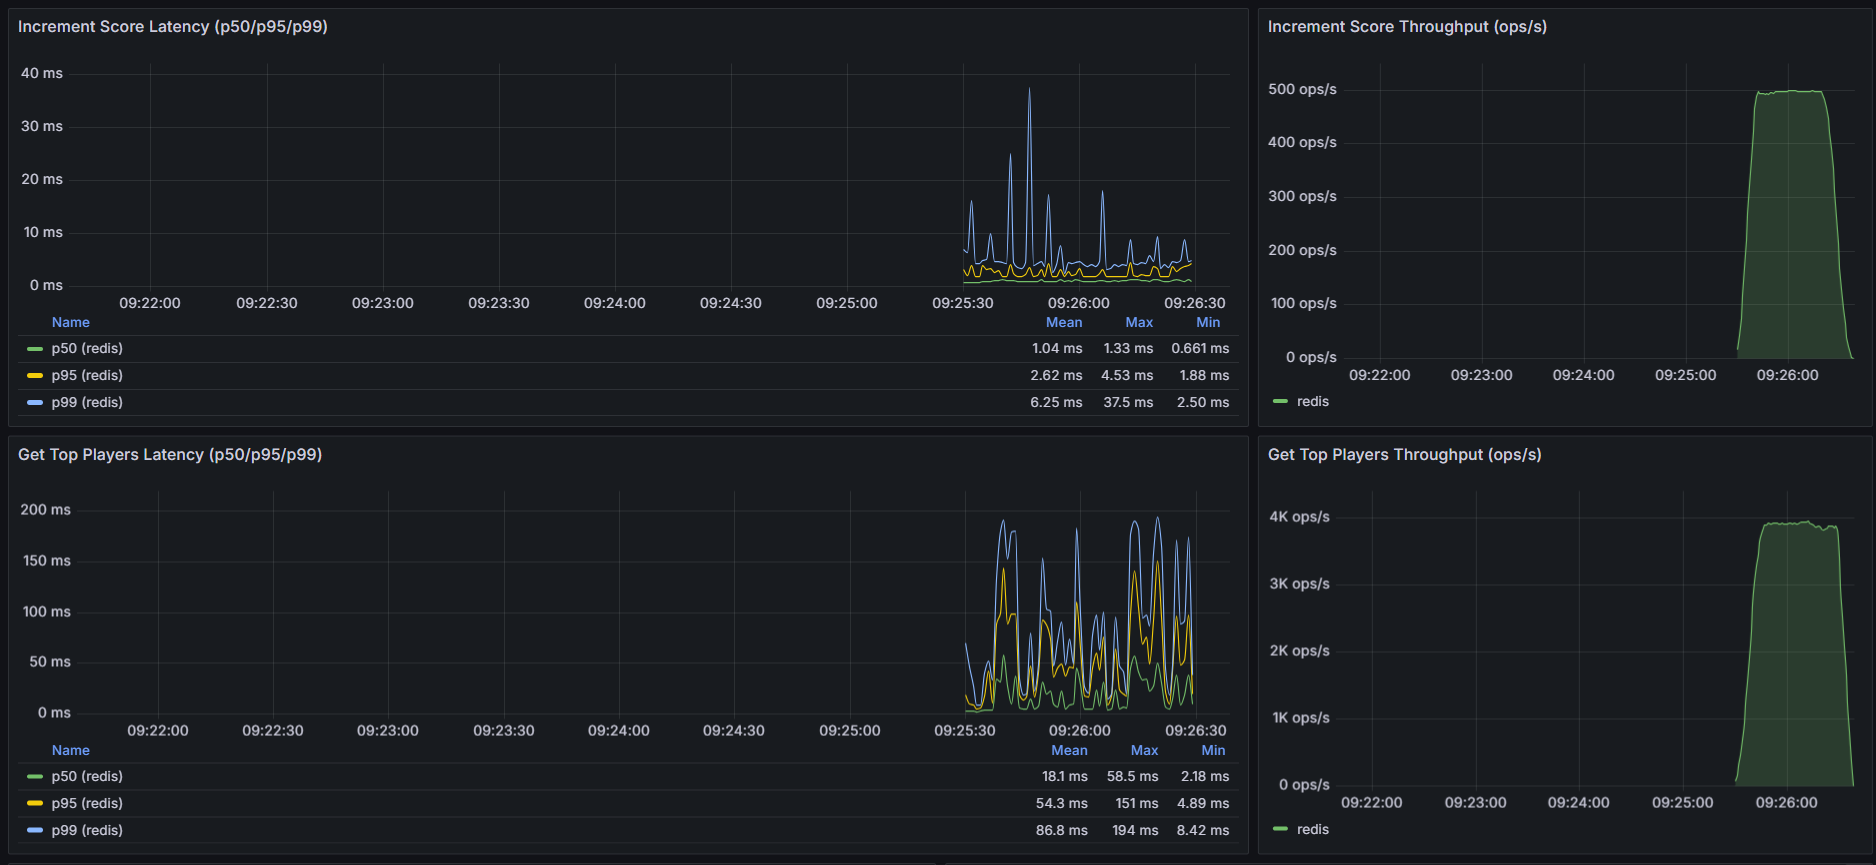 Increment Score Latency (p50/p95/p99)
40 ms
30 ms
20 ms
10 ms
0 ms
09:22:00 09:22:30 09:23:00 09:23:30 09:24:00 09:24:30 09:25:00 09:25:30 09:26:00 09:26:30
Name Mean Max Min
p50 (redis) 1.04 ms 1.33 ms 0.661 ms
p95 (redis) 2.62 ms 4.53 ms 1.88 ms
p99 (redis) 6.25 ms 37.5 ms 2.50 ms
Increment Score Throughput (ops/s)
500 ops/s
400 ops/s
300 ops/s
200 ops/s
100 ops/s
0 ops/s
09:22:00 09:23:00 09:24:00 09:25:00 09:26:00
redis
Get Top Players Latency (p50/p95/p99)
200 ms
150 ms
100 ms
50 ms
0 ms
09:22:00 09:22:30 09:23:00 09:23:30 09:24:00 09:24:30 09:25:00 09:25:30 09:26:00 09:26:30
Name Mean Max Min
p50 (redis) 18.1 ms 58.5 ms 2.18 ms
p95 (redis) 54.3 ms 151 ms 4.89 ms
p99 (redis) 86.8 ms 194 ms 8.42 ms
Get Top Players Throughput (ops/s)
4K ops/s
3K ops/s
2K ops/s
1K ops/s
0 ops/s
09:22:00 09:23:00 09:24:00 09:25:00 09:26:00
redis